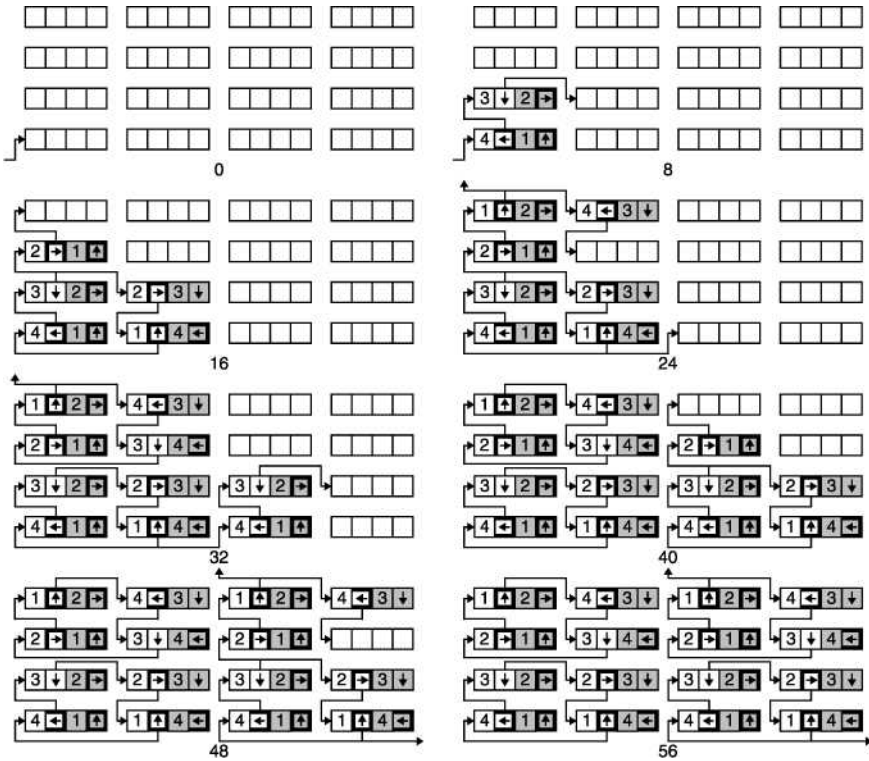 0
3 2
4 1
8
2 1
3 2 2 3
4 1 1 4
16
1 2 4 3
2 1
3 2 2 3
4 1 1 4
24
1 2 4 3
2 1 3 4
3 2 2 3 3 2
4 1 1 4 4 1
32
1 2 4 3
2 1 3 4 2 1
3 2 2 3 3 2 2 3
4 1 1 4 4 1 1 4
40
1 2 4 3 1 2 4 3
2 1 3 4 2 1
3 2 2 3 3 2 2 3
4 1 1 4 4 1 1 4
48
1 2 4 3 1 2 4 3
2 1 3 4 2 1 3 4
3 2 2 3 3 2 2 3
4 1 1 4 4 1 1 4
56